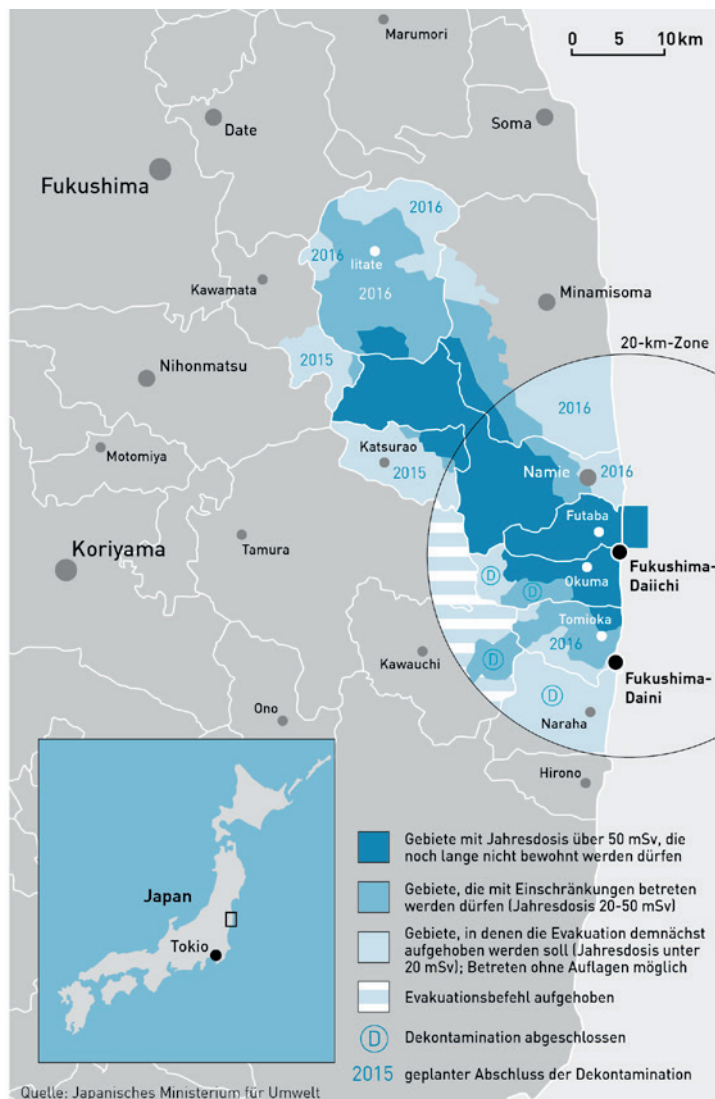 Marumori
0 5 10 km
Date
Soma
Fukushima
2016
2016
Iitate
Kawamata
2016
Minamisoma
20-km-Zone
2015
Nihonmatsu
2016
Katsurao
Motomiya
2015
Namie
2016
Futaba
Koriyama
Tamura
Fukushima-
Daiichi
D
Okuma
D
Tomioka
2016
Kawauchi
D
Fukushima-
Daini
D
Ono
Naraha
Hirono
Japan
Tokio
Gebiete mit Jahresdosis über 50 mSv, die
noch lange nicht bewohnt werden dürfen
Gebiete, die mit Einschränkungen betreten
werden dürfen (Jahresdosis 20-50 mSv)
Gebiete, in denen die Evakuation demnächst
aufgehoben werden soll (Jahresdosis unter
20 mSv); Betreten ohne Auflagen möglich
Evakuationsbefehl aufgehoben
D Dekontamination abgeschlossen
2015 geplanter Abschluss der Dekontamination
Quelle: Japanisches Ministerium für Umwelt